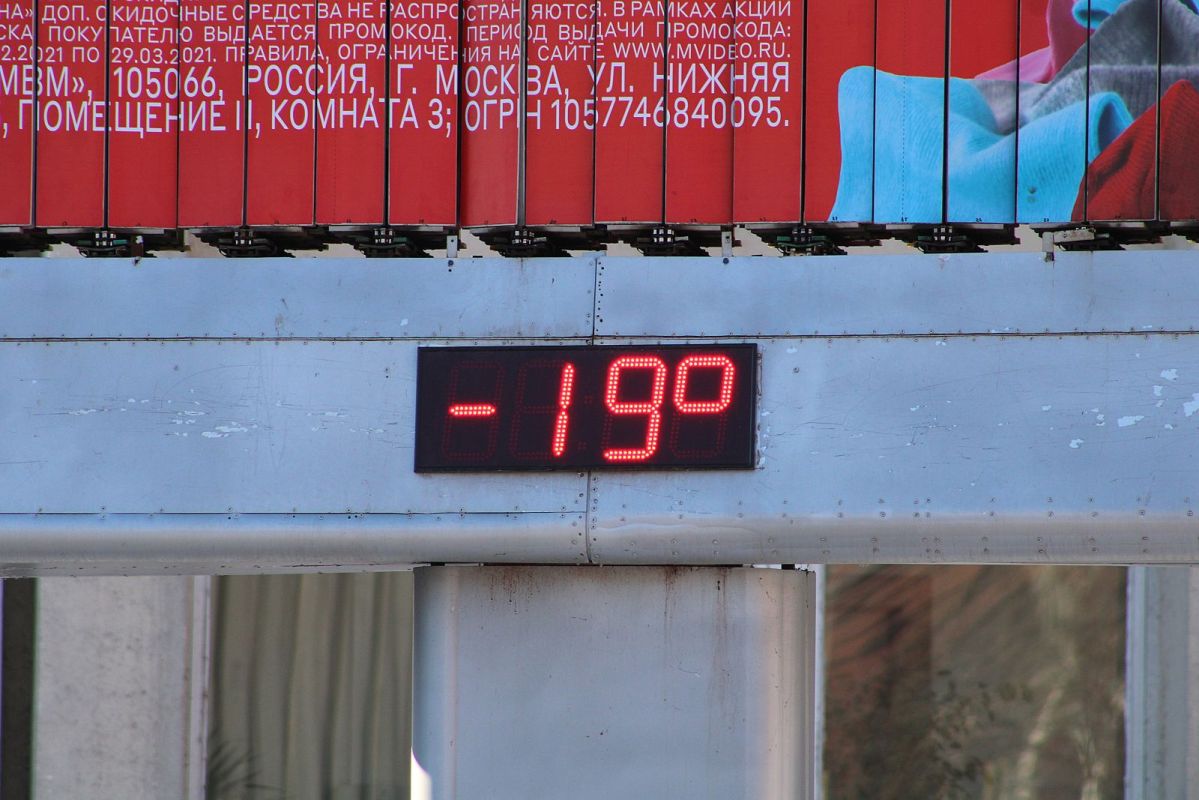 НА» ДОП. СКИДОЧНЫЕ СРЕДСТВА НЕ РАСПРОСТРАНЯЮТСЯ. В РАМКАХ АКЦИИ
ПОКУПАТЕЛЮ ВЫДАЕТСЯ ПРОМОКОД. ПЕРИОД ВЫДАЧИ ПРОМОКОДА:
2.2021 ПО 29.03.2021. ПРАВИЛА, ОГРАНИЧЕНИЯ НА САЙТЕ WWW.MVIDEO.RU.
МВМ», 105066, РОССИЯ, Г. МОСКВА, УЛ. НИЖНЯЯ
, ПОМЕЩЕНИЕ II, КОМНАТА 3; ОГРН 1057746840095.
-19°